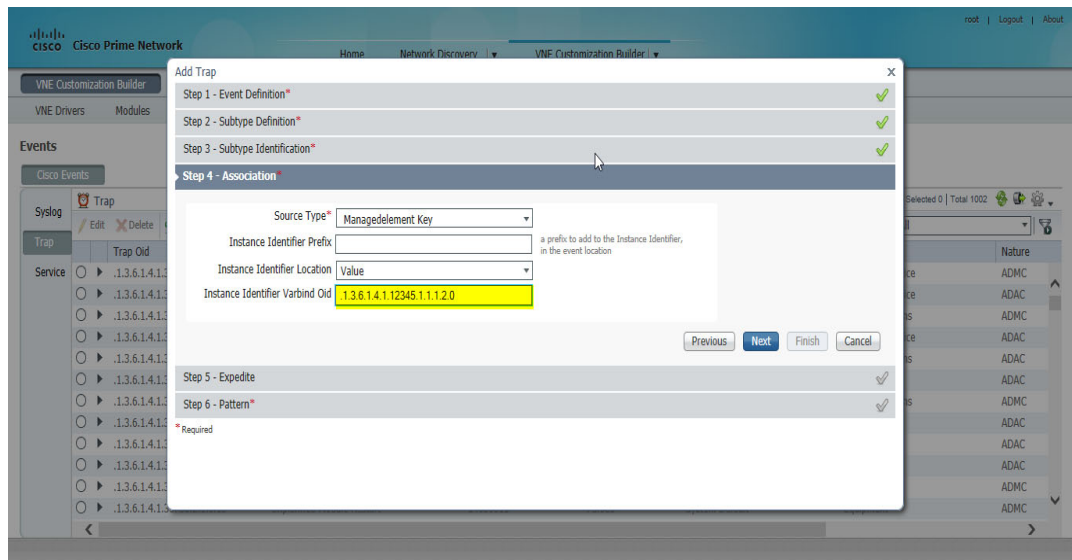 root | Logout | About
CISCO Cisco Prime Network
Home Network Discovery VNE Customization Builder
VNE Customization Builder
VNE Drivers Modules
Events
Cisco Events
Syslog
Trap
Service
Trap
Edit Delete
Selected 0 | Total 1002
Trap Oid Nature
.1.3.6.1.4.1.3 ADMC
.1.3.6.1.4.1.3 ADAC
.1.3.6.1.4.1.3 ADMC
.1.3.6.1.4.1.3 ADAC
.1.3.6.1.4.1.3 ADAC
.1.3.6.1.4.1.3 ADAC
.1.3.6.1.4.1.3 ADMC
.1.3.6.1.4.1.3 ADAC
.1.3.6.1.4.1.3 ADAC
.1.3.6.1.4.1.3 ADAC
.1.3.6.1.4.1.3 ADMC
.1.3.6.1.4.1.3 ADMC
Add Trap X
Step 1 - Event Definition*
Step 2 - Subtype Definition*
Step 3 - Subtype Identification*
Step 4 - Association*
Source Type* Managedelement Key
Instance Identifier Prefix
a prefix to add to the Instance Identifier,
in the event location
Instance Identifier Location Value
Instance Identifier Varbind Oid .1.3.6.1.4.1.12345.1.1.1.2.0
Previous Next Finish Cancel
Step 5 - Expedite
Step 6 - Pattern*
* Required